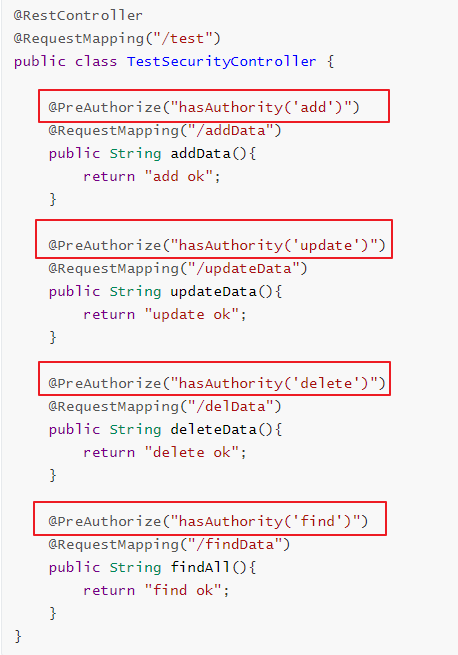 @RestController
@RequestMapping("/test")
public class TestSecurityController {
@PreAuthorize("hasAuthority('add')")
@RequestMapping("/addData")
public String addData(){
return "add ok";
}
@PreAuthorize("hasAuthority('update')")
@RequestMapping("/updateData")
public String updateData(){
return "update ok";
}
@PreAuthorize("hasAuthority('delete')")
@RequestMapping("/delData")
public String deleteData(){
return "delete ok";
}
@PreAuthorize("hasAuthority('find')")
@RequestMapping("/findData")
public String findAll(){
return "find ok";
}
}